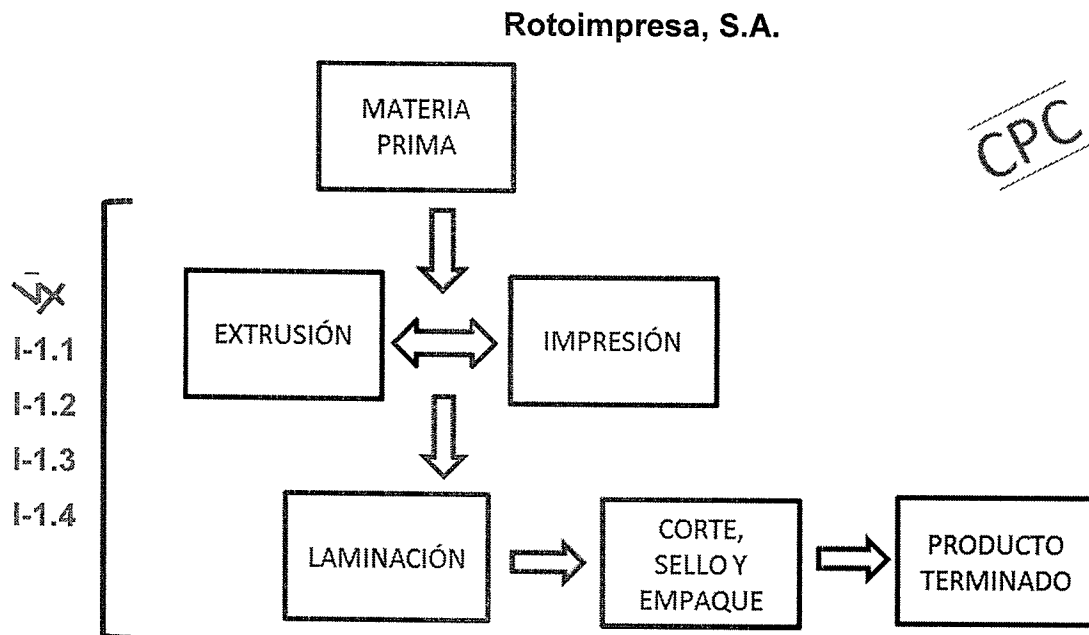 Rotoimpresa, S.A.
MATERIA
PRIMA
CPC
EXTRUSIÓN
IMPRESIÓN
I-1.1
I-1.2
I-1.3
I-1.4
LAMINACIÓN
CORTE,
SELLO Y
EMPAQUE
PRODUCTO
TERMINADO